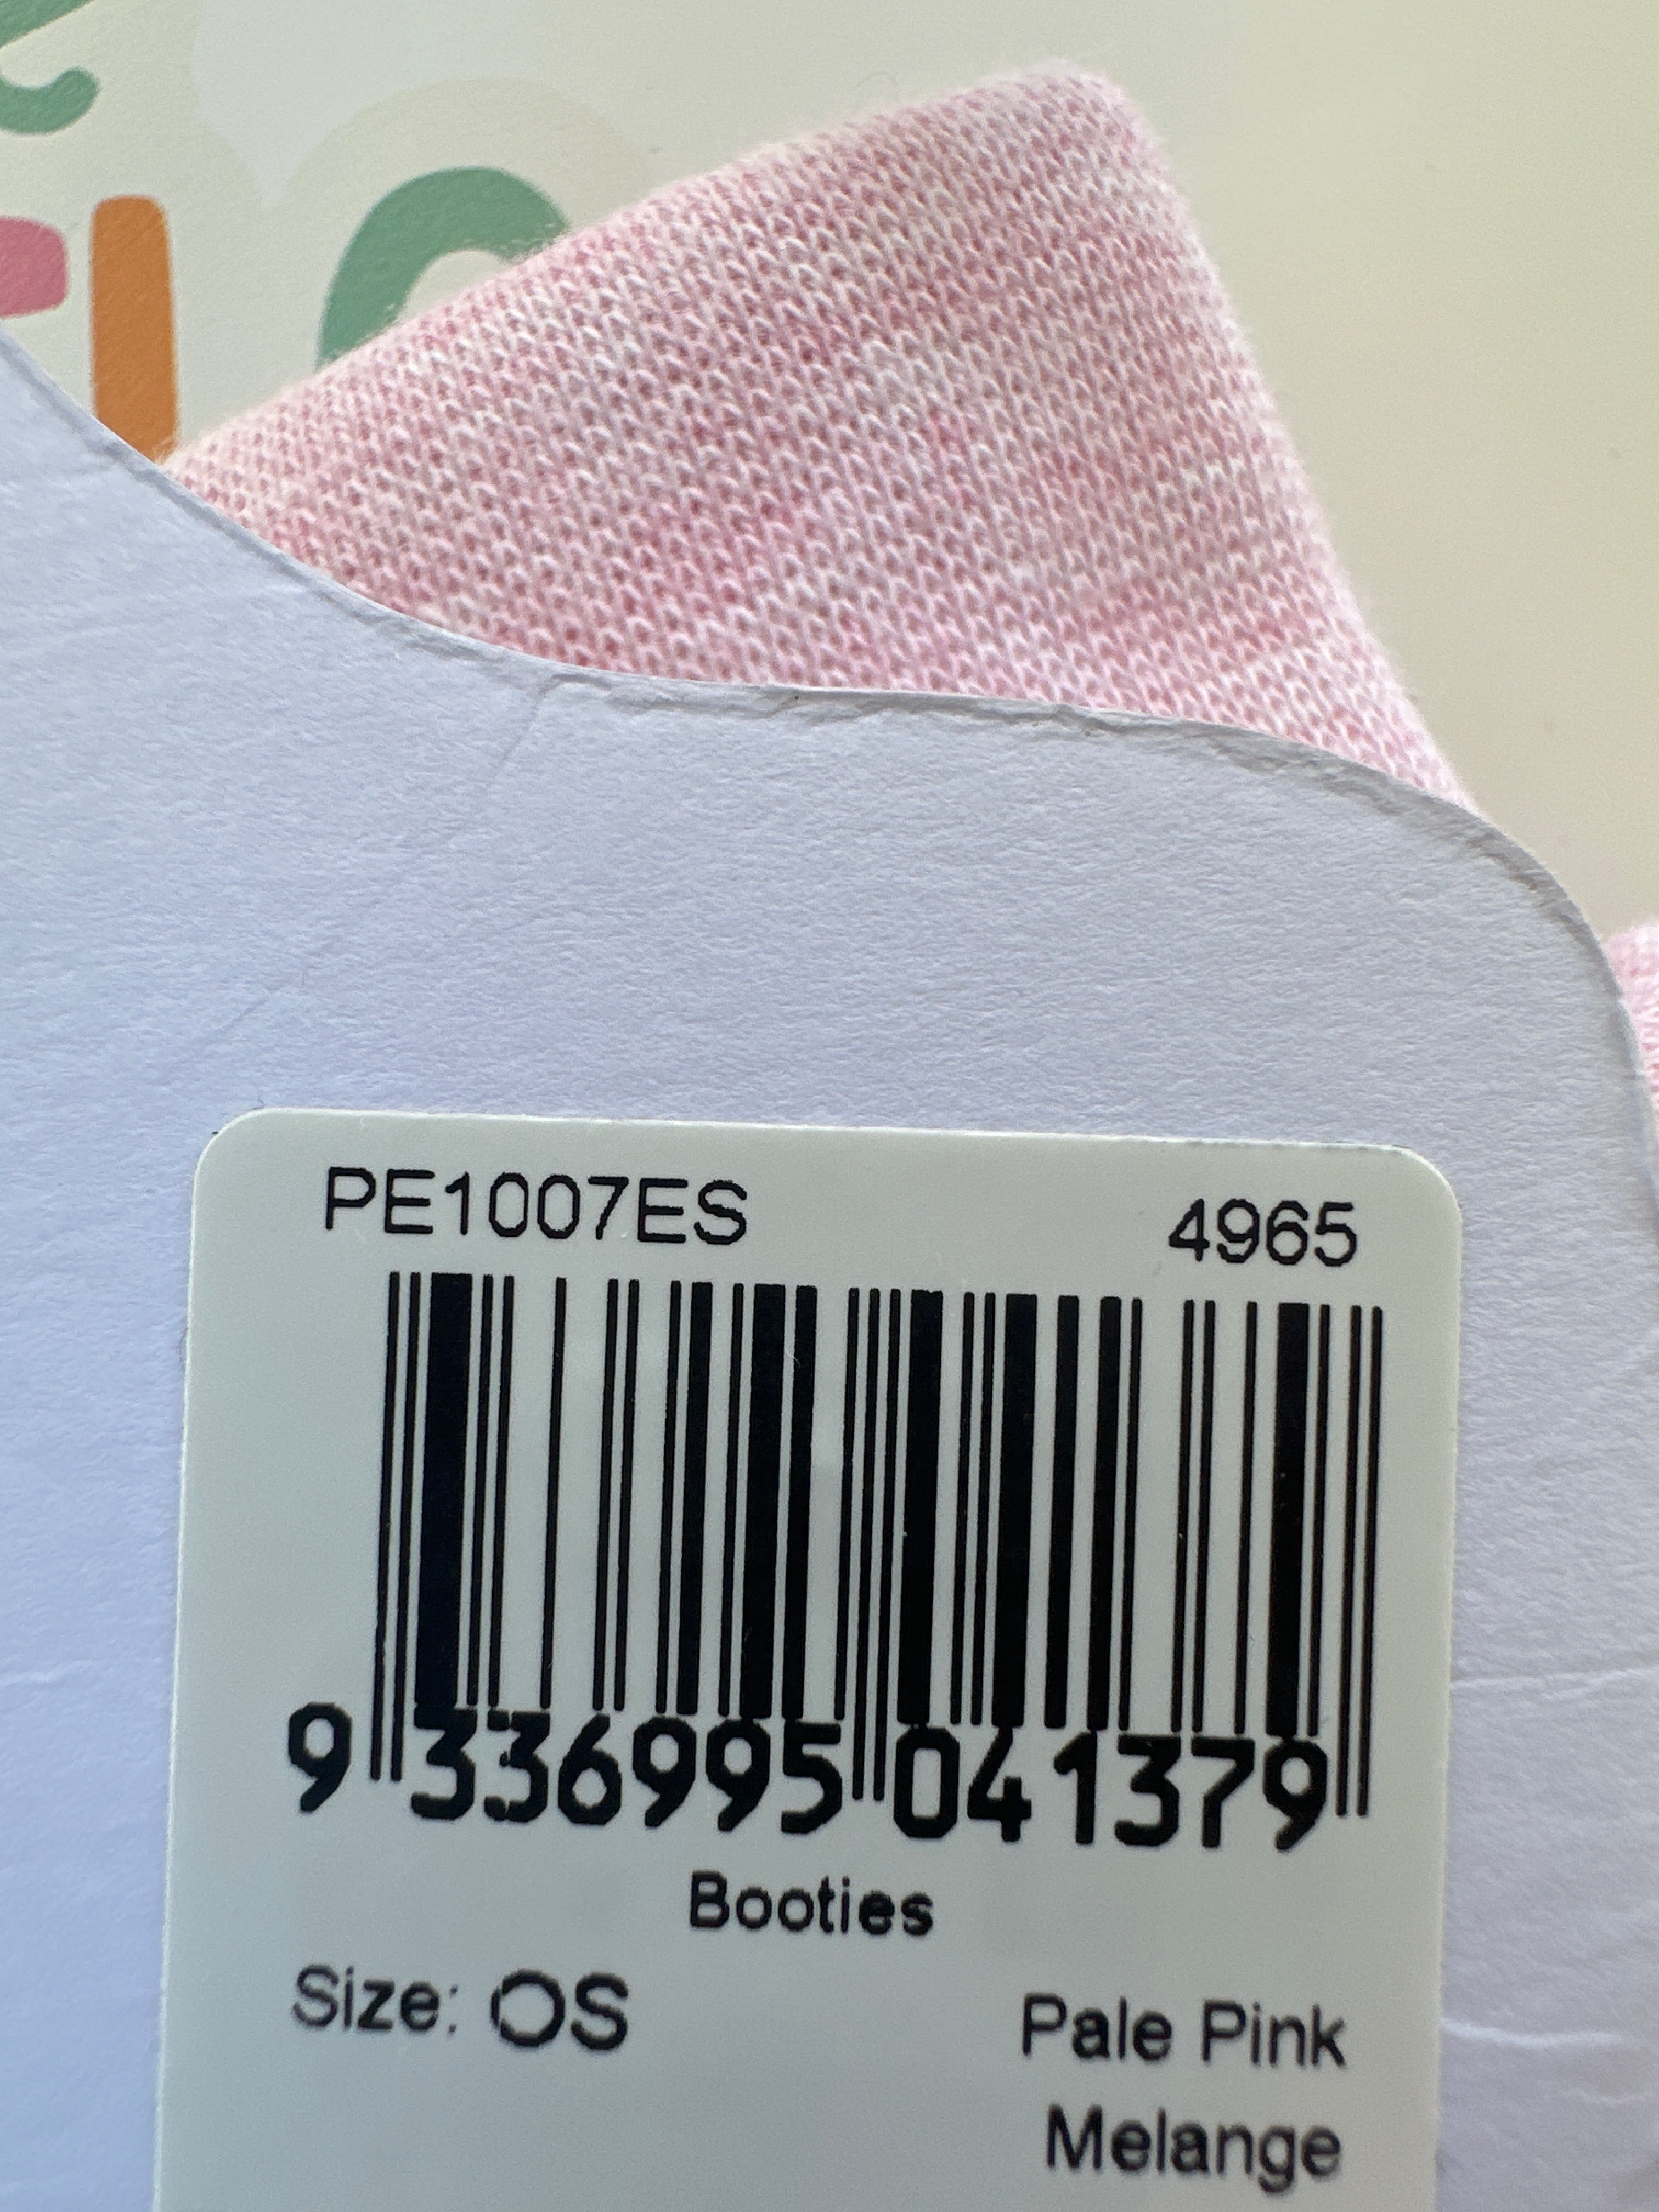 PE1007ES 4965
9 336995 041379
Booties
Size: OS Pale Pink
Melange